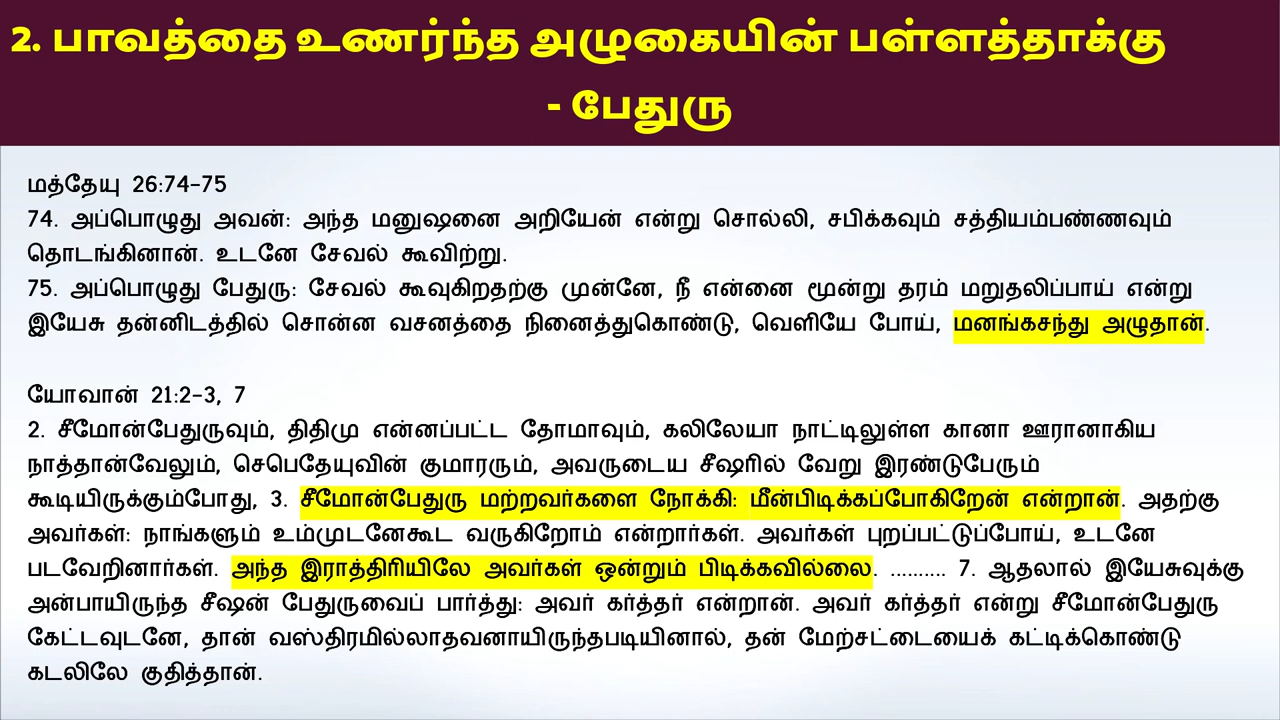 2. பாவத்தை உணர்ந்த அழுகையின் பள்ளத்தாக்கு
- பேதுரு
மத்தேயு 26:74-75
74. அப்பொழுது அவன்: அந்த மனுஷனை அறியேன் என்று சொல்லி, சபிக்கவும் சத்தியம்பண்ணவும்
தொடங்கினான். உடனே சேவல் கூவிற்று.
75. அப்பொழுது பேதுரு: சேவல் கூவுகிறதற்கு முன்னே, நீ என்னை மூன்று தரம் மறுதலிப்பாய் என்று
இயேசு தன்னிடத்தில் சொன்ன வசனத்தை நினைத்துகொண்டு, வெளியே போய், மனங்கசந்து அழுதான்.
யோவான் 21:2-3, 7
2. சீமோன்பேதுருவும், திதிமு என்னப்பட்ட தோமாவும், கலிலேயா நாட்டிலுள்ள கானா ஊரானாகிய
நாத்தான்வேலும், செபெதேயுவின் குமாரரும், அவருடைய சீஷரில் வேறு இரண்டுபேரும்
கூடியிருக்கும்போது, 3. சீமோன்பேதுரு மற்றவர்களை நோக்கி: மீன்பிடிக்கப்போகிறேன் என்றான். அதற்கு
அவர்கள்: நாங்களும் உம்முடனேகூட வருகிறோம் என்றார்கள். அவர்கள் புறப்பட்டுப்போய், உடனே
படவேறினார்கள். அந்த இராத்திரியிலே அவர்கள் ஒன்றும் பிடிக்கவில்லை. .......... 7. ஆதலால் இயேசுவுக்கு
அன்பாயிருந்த சீஷன் பேதுருவைப் பார்த்து: அவர் கர்த்தர் என்றான். அவர் கர்த்தர் என்று சீமோன்பேதுரு
கேட்டவுடனே, தான் வஸ்திரமில்லாதவனாயிருந்தபடியினால், தன் மேற்சட்டையைக் கட்டிக்கொண்டு
கடலிலே குதித்தான்.